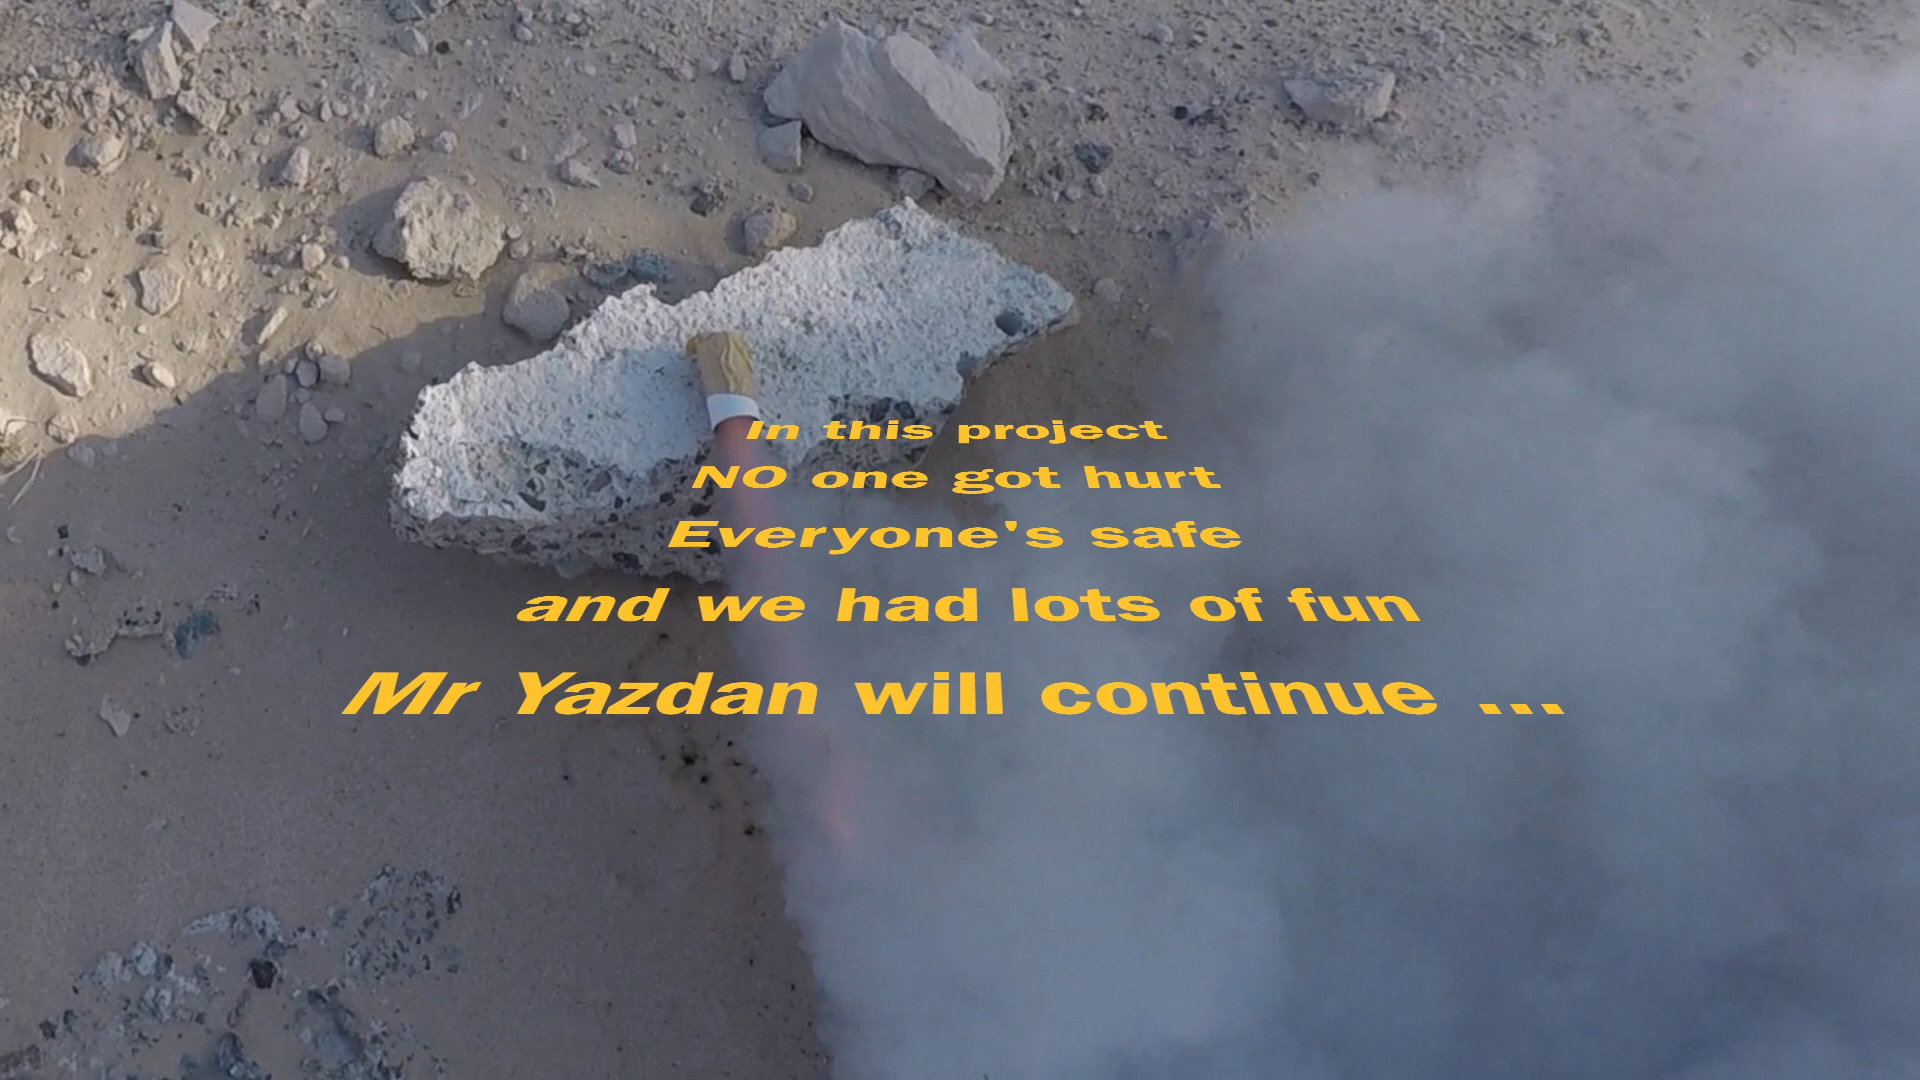 In this project
NO one got hurt
Everyone's safe
and we had lots of fun
Mr Yazdan will continue ...